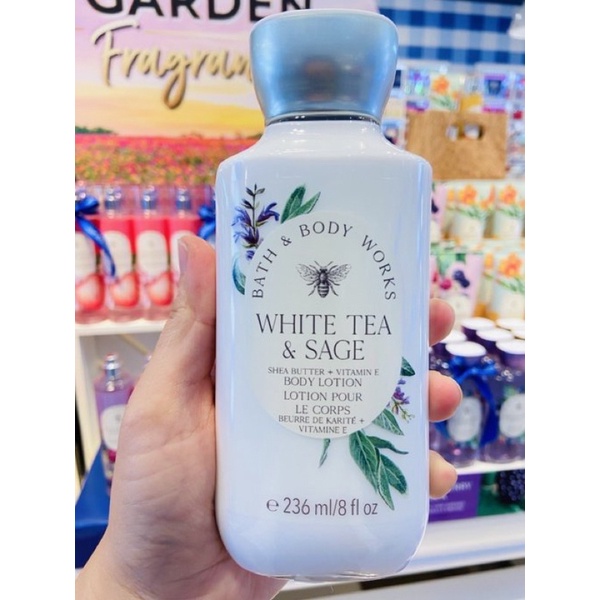 GARDEN
Fragran
BATH & BODY WORKS
WHITE TEA
& SAGE
SHEA BUTTER + VITAMIN E
BODY LOTION
LOTION POUR
LE CORPS
BEURRE DE KARITÉ +
VITAMINE E
℮ 236 ml/8 fl oz